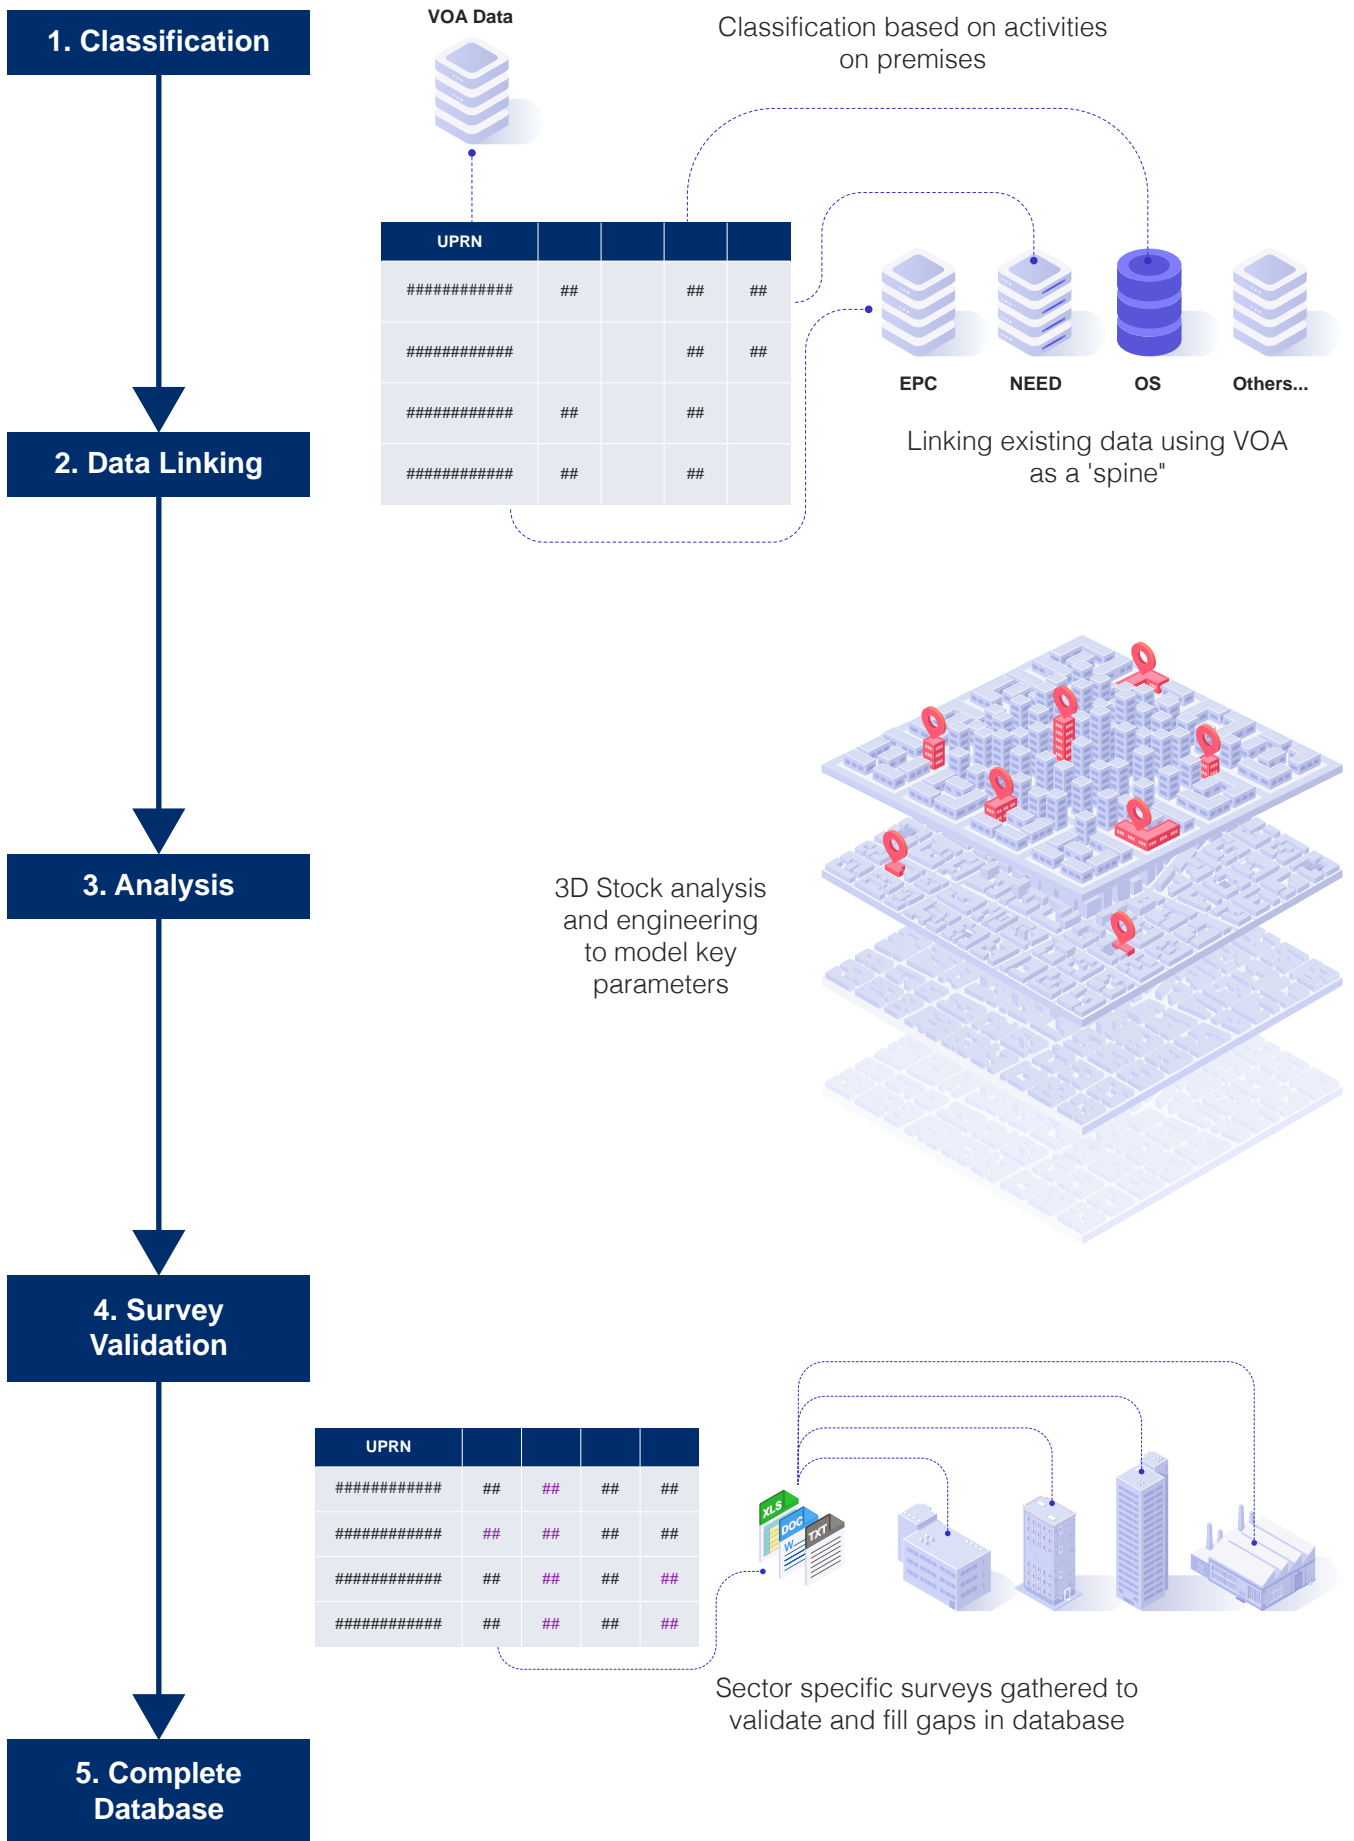 1. Classification
VOA Data
Classification based on activities
on premises
UPRN
############ ## ## ##
############ ## ##
############ ## ##
############ ## ##
EPC
NEED
OS
Others...
Linking existing data using VOA
as a 'spine"
2. Data Linking
3. Analysis
3D Stock analysis
and engineering
to model key
parameters
4. Survey
Validation
UPRN
############ ## ## ## ##
############ ## ## ## ##
############ ## ## ## ##
############ ## ## ## ##
XLS
DOC
W
TXT
Sector specific surveys gathered to
validate and fill gaps in database
5. Complete
Database